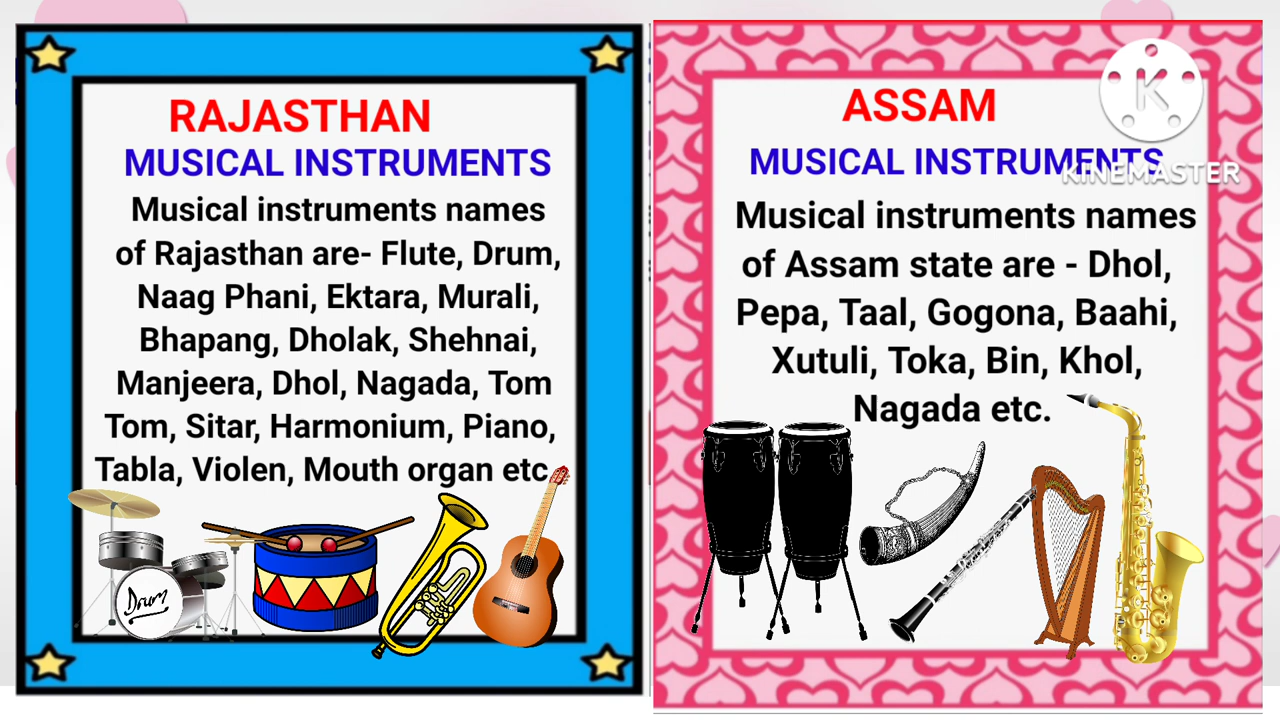 RAJASTHAN
MUSICAL INSTRUMENTS
Musical instruments names
of Rajasthan are- Flute, Drum,
Naag Phani, Ektara, Murali,
Bhapang, Dholak, Shehnai,
Manjeera, Dhol, Nagada, Tom
Tom, Sitar, Harmonium, Piano,
Tabla, Violen, Mouth organ etc.
Drum
ASSAM
MUSICAL INSTRUMENTS
Musical instruments names
of Assam state are - Dhol,
Pepa, Taal, Gogona, Baahi,
Xutuli, Toka, Bin, Khol,
Nagada etc.
K
KINEMASTER